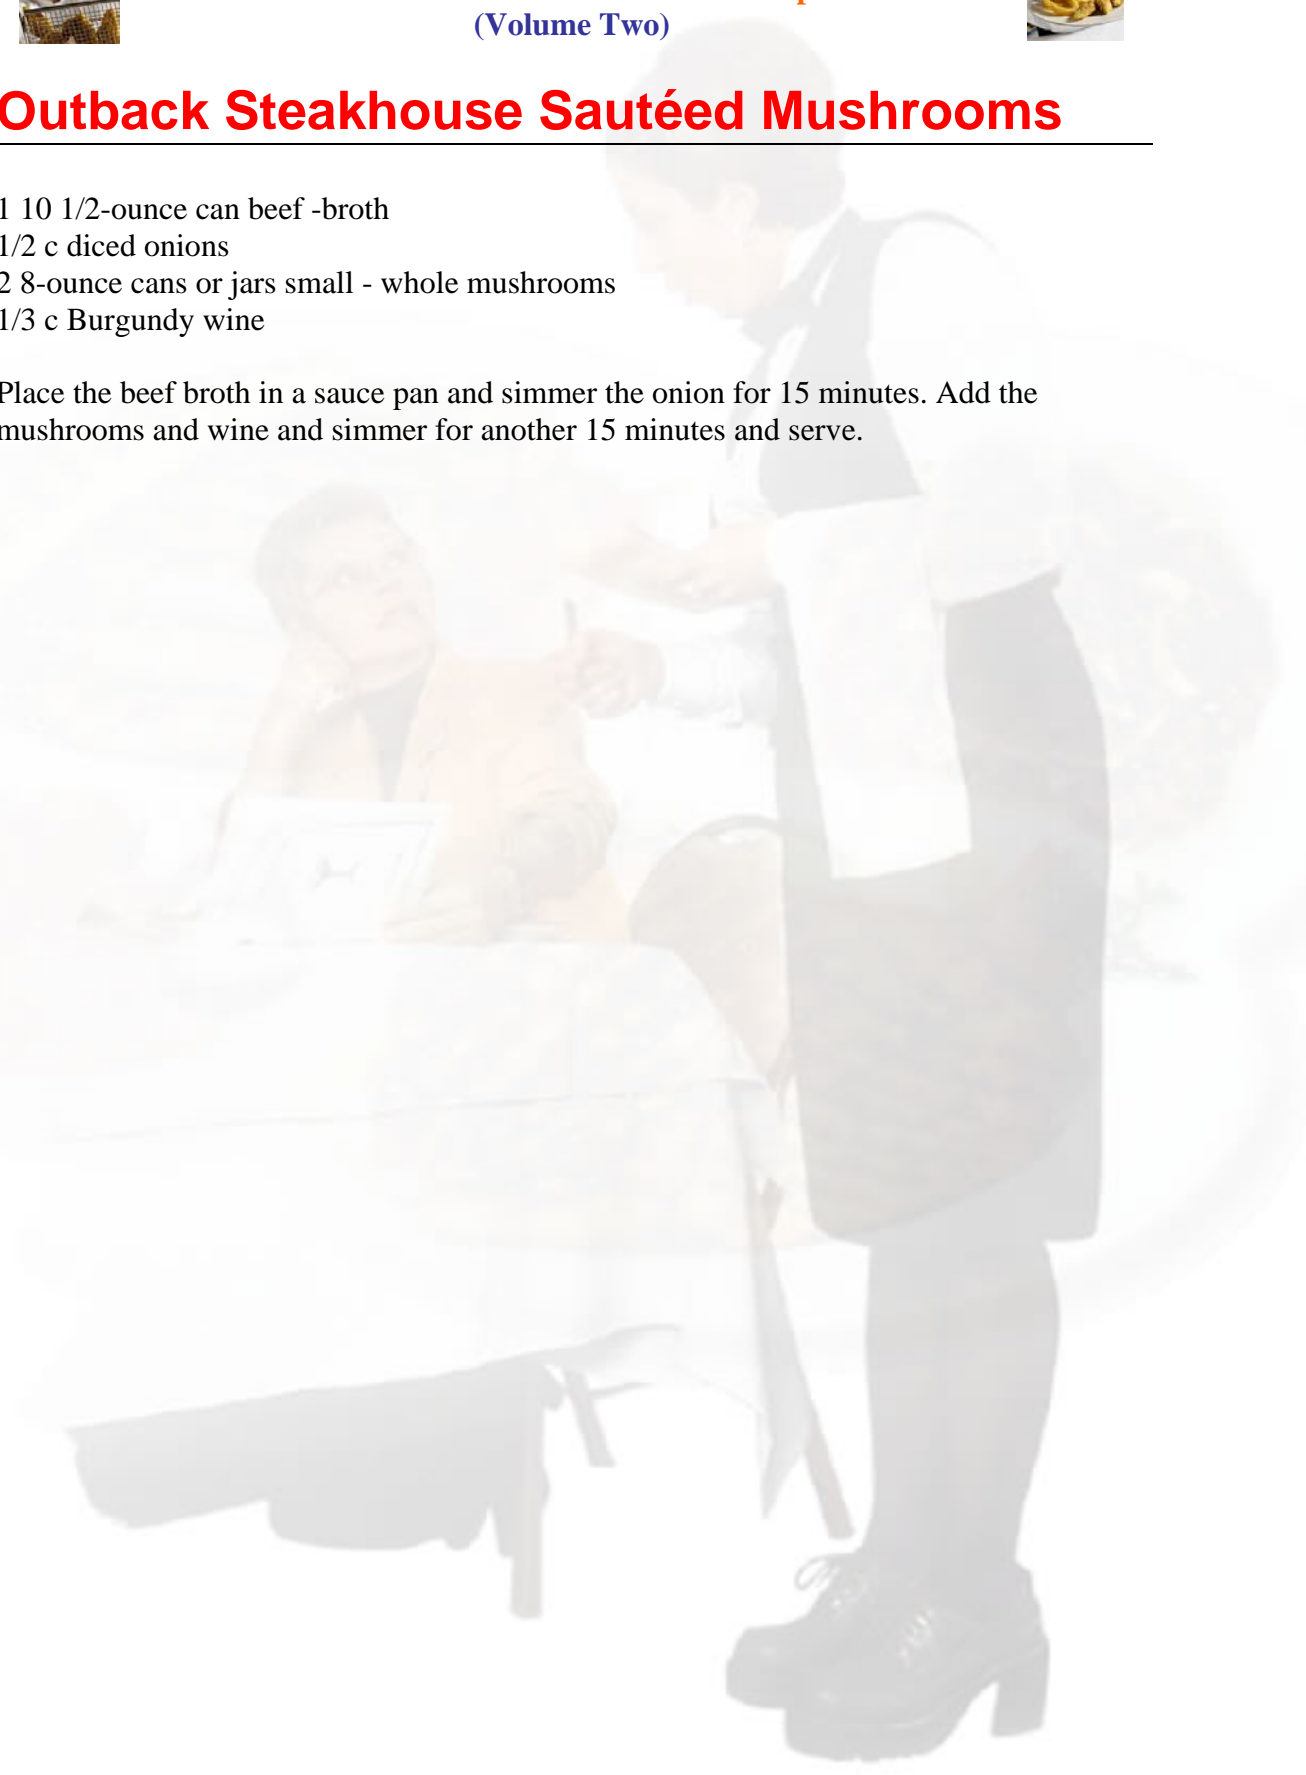 (Volume Two)
Outback Steakhouse Sautéed Mushrooms
1 10 1/2-ounce can beef -broth
1/2 c diced onions
2 8-ounce cans or jars small - whole mushrooms
1/3 c Burgundy wine
Place the beef broth in a sauce pan and simmer the onion for 15 minutes. Add the
mushrooms and wine and simmer for another 15 minutes and serve.